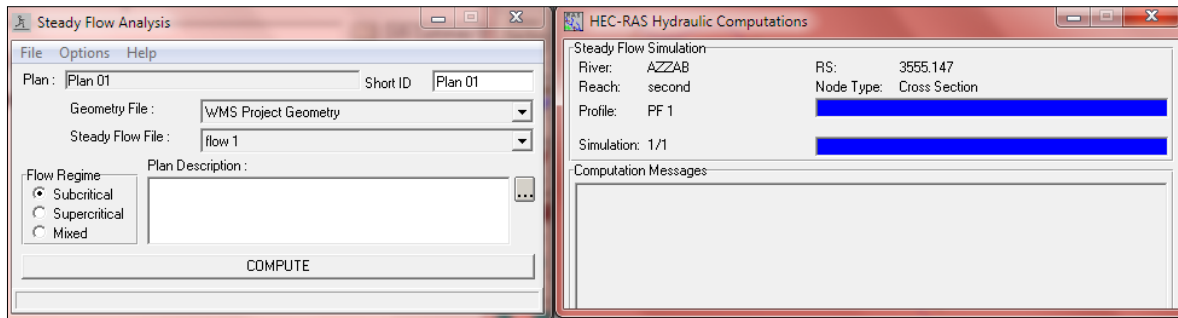 Steady Flow Analysis
File Options Help
Plan : Plan 01 Short ID Plan 01
Geometry File : WMS Project Geometry
Steady Flow File : flow 1
Flow Regime
Subcritical
Supercritical
Mixed
Plan Description :
...
COMPUTE
HEC-RAS Hydraulic Computations
Steady Flow Simulation
River: AZZAB RS: 3555.147
Reach: second Node Type: Cross Section
Profile: PF 1
Simulation: 1/1
Computation Messages